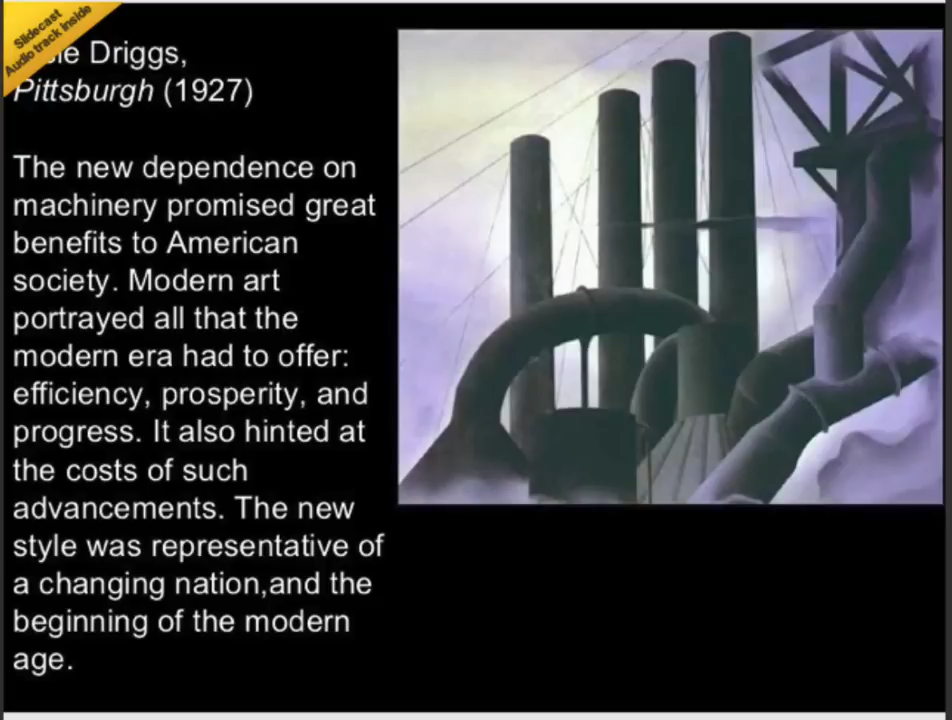 Slidecast
Audio track inside
ie Driggs,
Pittsburgh (1927)
The new dependence on
machinery promised great
benefits to American
society. Modern art
portrayed all that the
modern era had to offer:
efficiency, prosperity, and
progress. It also hinted at
the costs of such
advancements. The new
style was representative of
a changing nation,and the
beginning of the modern
age.